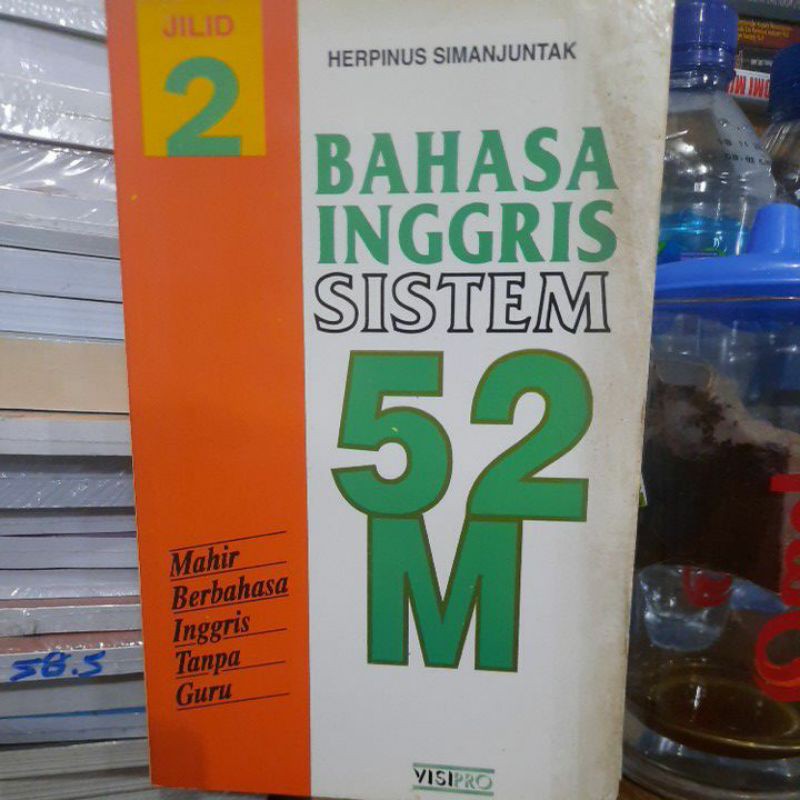 JILID
2
HERPINUS SIMANJUNTAK
BAHASA
INGGRIS
SISTEM
52
M
Mahir
Berbahasa
Inggris
Tanpa
Guru
VISIPRO
58.5